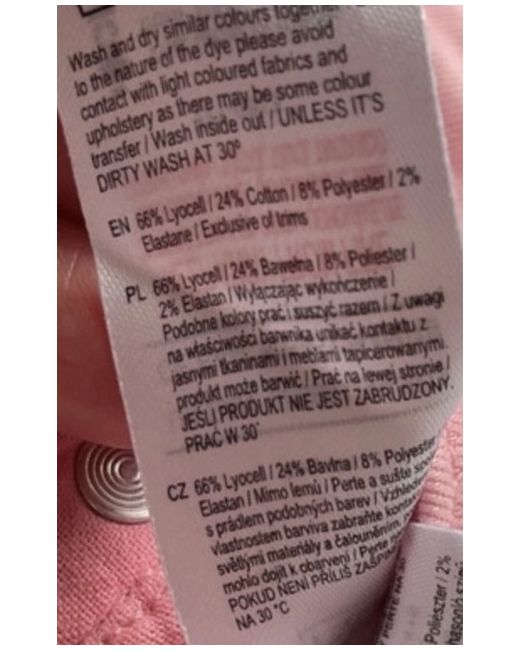 Wash and dry similar colours together
to the nature of the dye please avoid
contact with light coloured fabrics and
upholstery as there may be some colour
transfer / Wash inside out / UNLESS IT'S
DIRTY WASH AT 30°
EN 66% Lyocell / 24% Cotton / 8% Polyester / 2%
Elastane / Exclusive of trims
PL 66% Lyocell / 24% Bawełna / 8% Poliester /
2% Elastan / Wyłączając wykończenie /
Podobne kolory prać i suszyć razem / Z uwagi
na właściwości barwnika unikać kontaktu z
jasnymi tkaninami i meblami tapicerowanymi.
produkt może barwić / Prać na lewej stronie /
JEŚLI PRODUKT NIE JEST ZABRUDZONY.
PRAĆ W 30°
CZ 66% Lyocell / 24% Bavlna / 8% Polyester
Elastan / Mimo lemů / Perte a sušte
s prádlem podobných barev /
vlastnostem barviva zabraňte
světlými materiály a čalouněním.
mohlo dojít k obarvení / Perte
POKUD NENÍ PŘÍLIŠ
NA 30 °C
PERTE NA 30
Polieszter / 2%